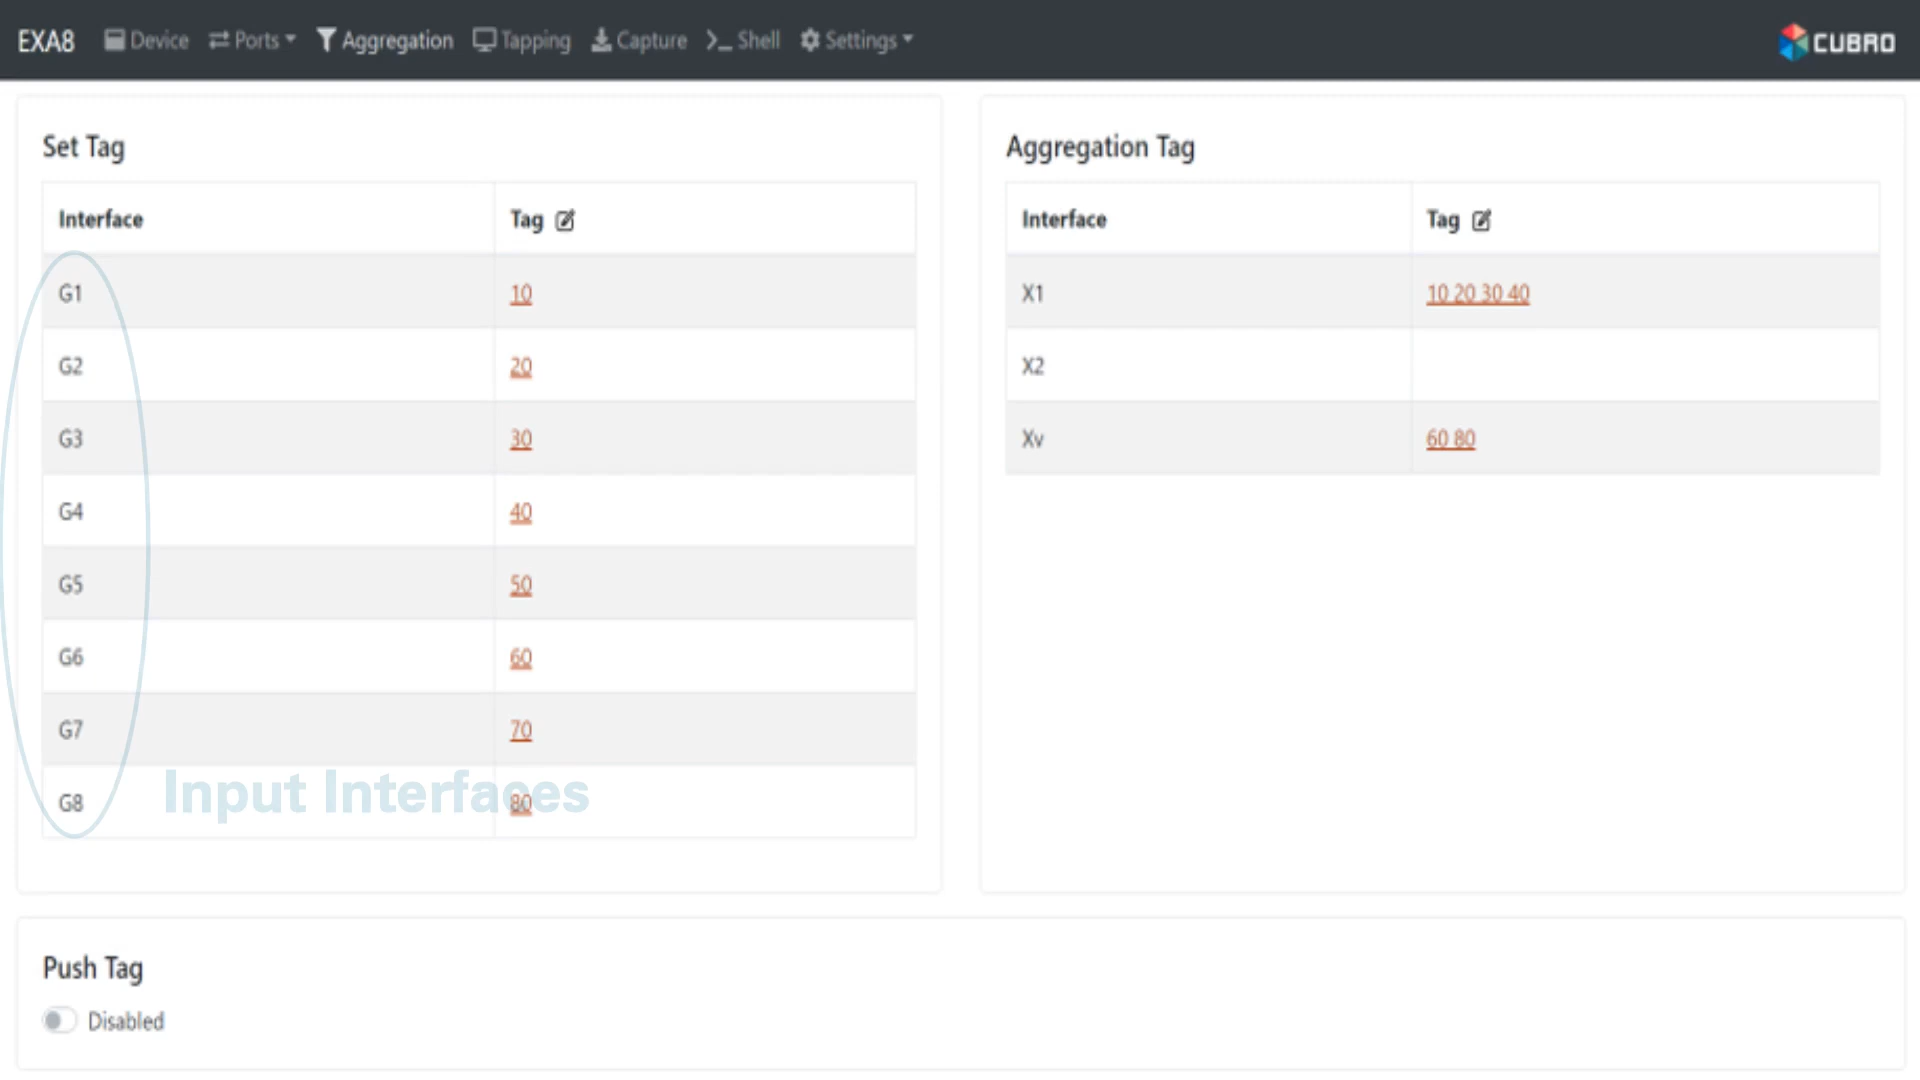 EXA8 Device Ports Aggregation Tapping Capture Shell Settings CUBRO
Set Tag
Interface Tag
G1 10
G2 20
G3 30
G4 40
G5 50
G6 60
G7 70
G8 80
Input Interfaces
Aggregation Tag
Interface Tag
X1 10 20 30 40
X2
Xv 60 80
Push Tag
Disabled